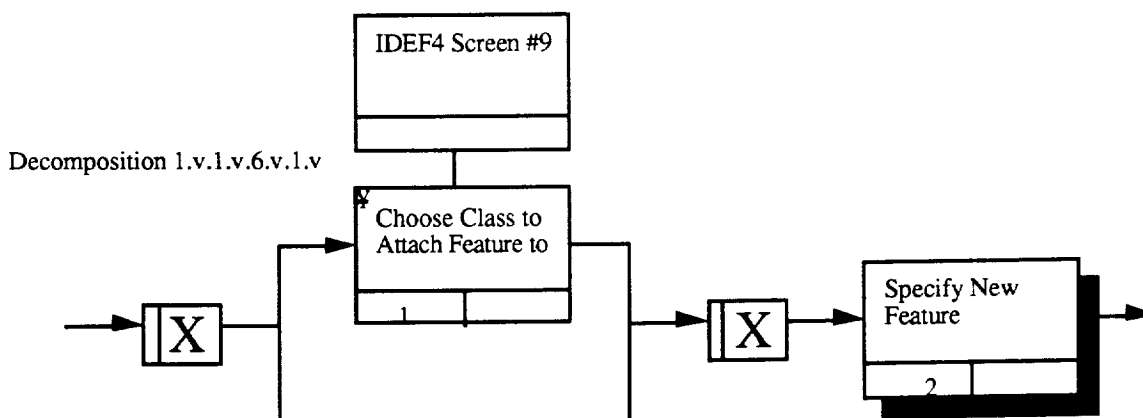 IDEF4 Screen #9
Decomposition 1.v.1.v.6.v.1.v
Choose Class to
Attach Feature to
1
X
X
Specify New
Feature
2